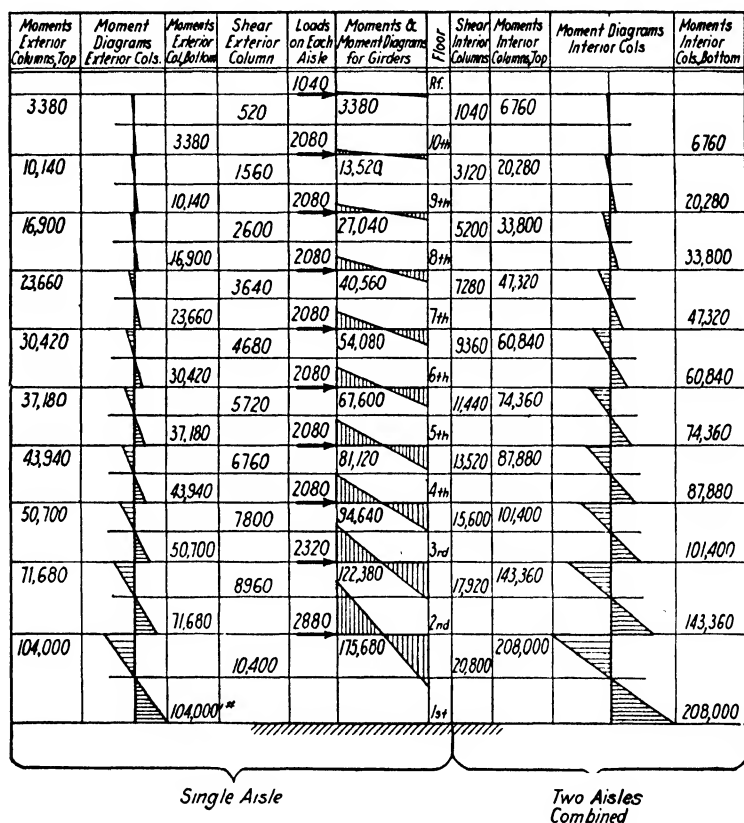 Moments Exterior Columns, Top | Moment Diagrams Exterior Cols. | Moments Exterior Col., Bottom | Shear Exterior Column | Loads on Each Aisle | Moments & Moment Diagrams for Girders | Floor | Shear Interior Columns | Moments Interior Columns, Top | Moment Diagrams Interior Cols | Moments Interior Cols., Bottom
1040 Rf.
3380 520 3380 1040 6760
3380 2080 10th 6760
10,140 1560 13,520 3120 20,280
10,140 2080 9th 20,280
16,900 2600 27,040 5200 33,800
16,900 2080 8th 33,800
23,660 3640 40,560 7280 47,320
23,660 2080 7th 47,320
30,420 4680 54,080 9360 60,840
30,420 2080 6th 60,840
37,180 5720 67,600 11,440 74,360
37,180 2080 5th 74,360
43,940 6760 81,120 13,520 87,880
43,940 2080 4th 87,880
50,700 7800 94,640 15,600 101,400
50,700 2320 3rd 101,400
71,680 8960 122,380 17,920 143,360
71,680 2880 2nd 143,360
104,000 10,400 175,680 20,800 208,000
104,000'# 1st 208,000
Single Aisle
Two Aisles
Combined